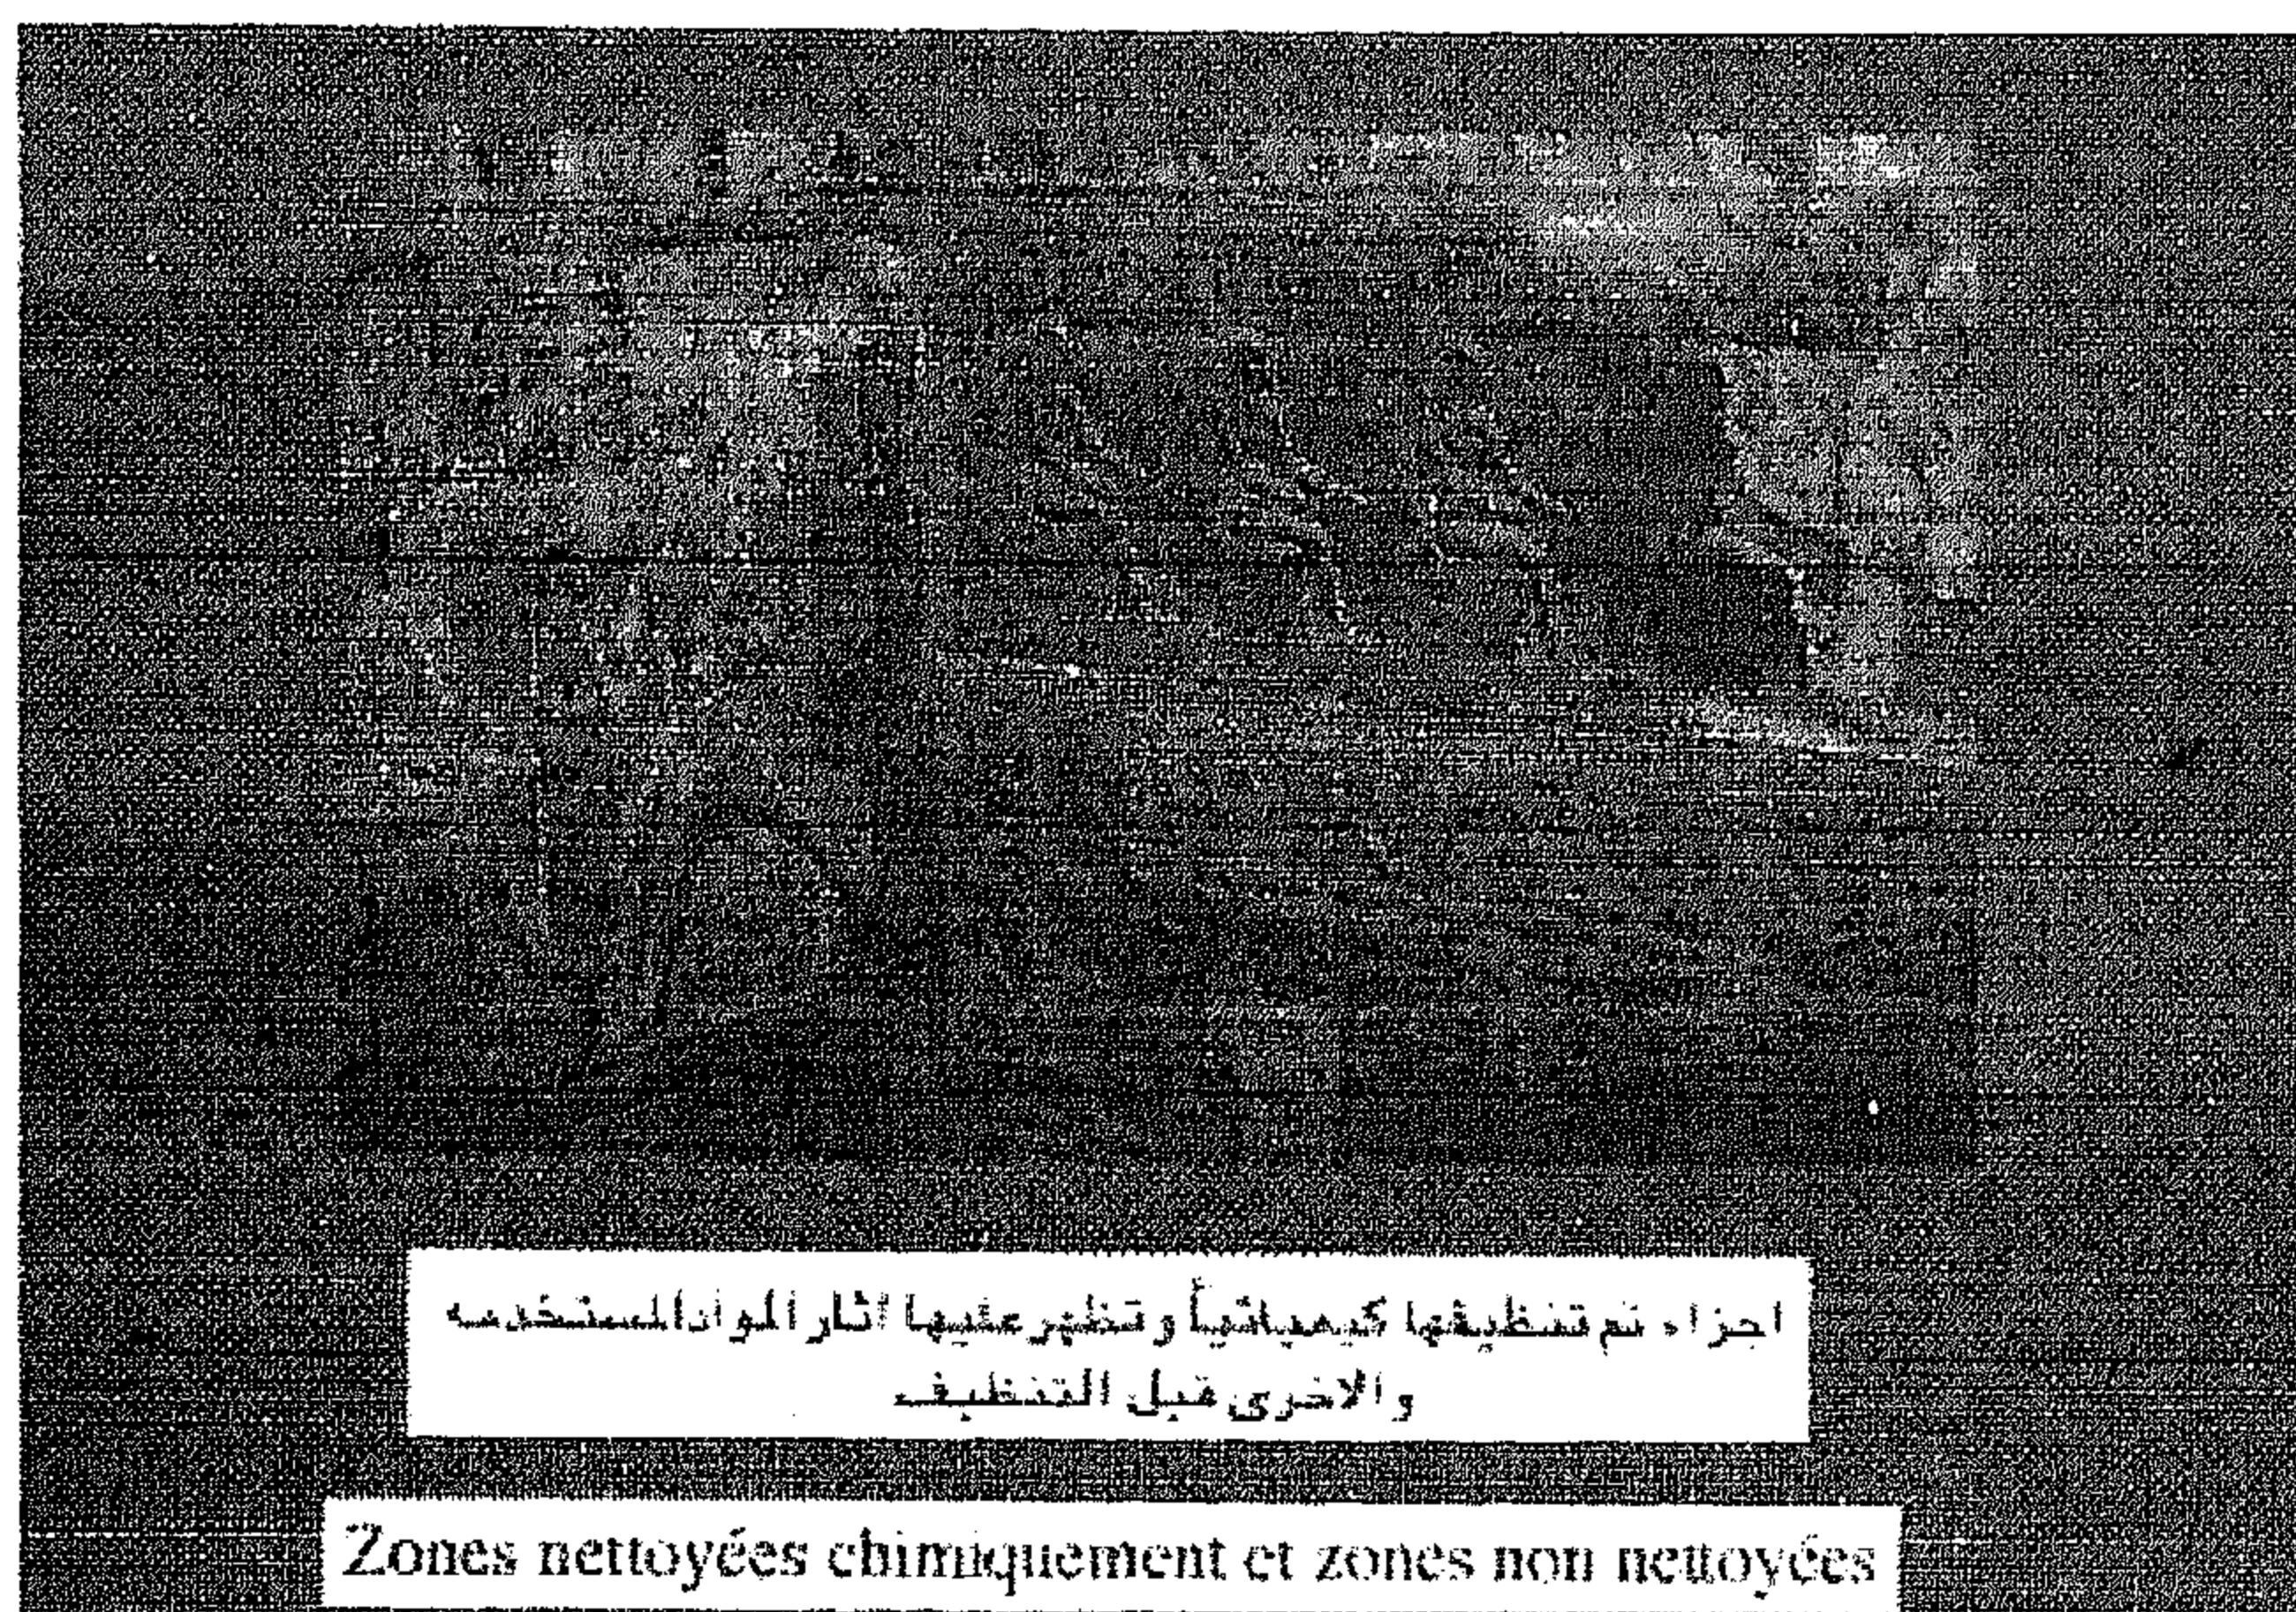 اجزاء تم تنظيفها كيميائياً وتظهر عليها اثار المواد المستخدمه
والاخرى قبل التنظيف
Zones nettoyées chimiquement et zones non nettoyées